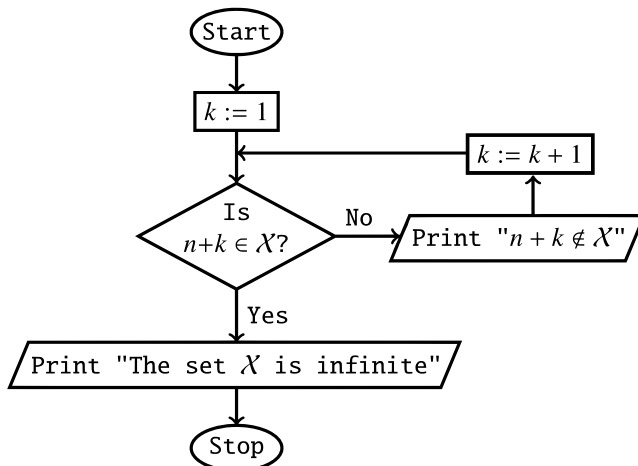 Start
k := 1
k := k + 1
Is
n+k ∈ 𝒳?
No
Print "n + k ∉ 𝒳"
Yes
Print "The set 𝒳 is infinite"
Stop